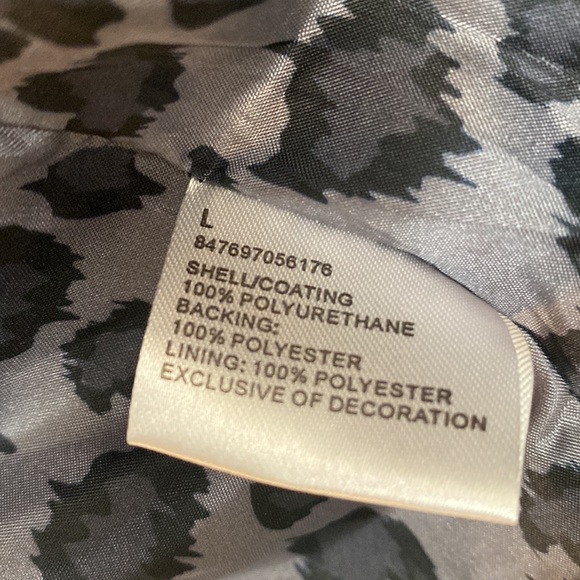 L
847697056176
SHELL/COATING
100% POLYURETHANE
BACKING:
100% POLYESTER
LINING: 100% POLYESTER
EXCLUSIVE OF DECORATION